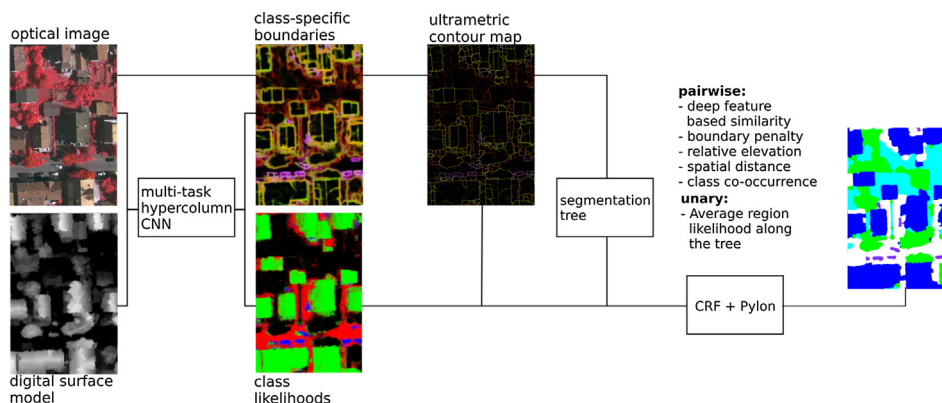 optical image
class-specific
boundaries
ultrametric
contour map
multi-task
hypercolumn
CNN
digital surface
model
class
likelihoods
segmentation
tree
pairwise:
- deep feature
based similarity
- boundary penalty
- relative elevation
- spatial distance
- class co-occurrence
unary:
- Average region
likelihood along
the tree
CRF + Pylon